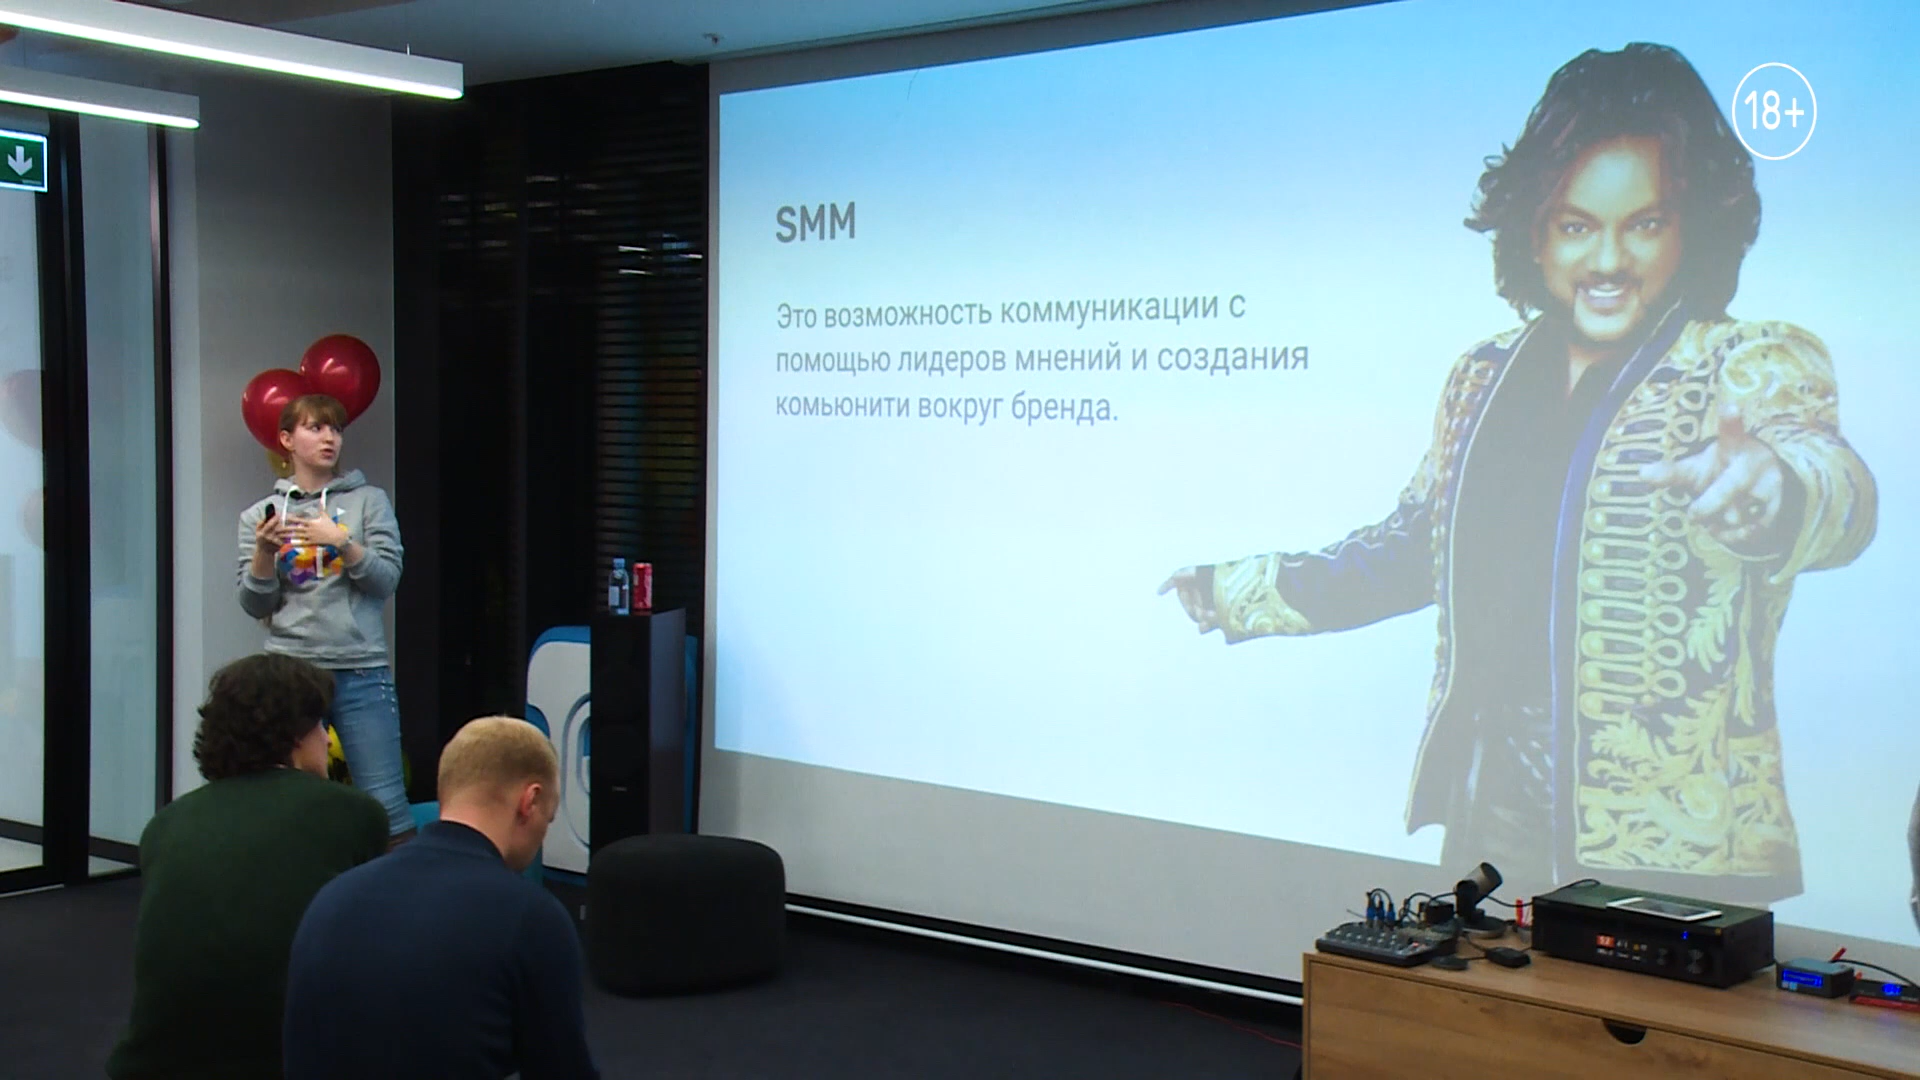 18+
SMM
Это возможность коммуникации с
помощью лидеров мнений и создания
комьюнити вокруг бренда.